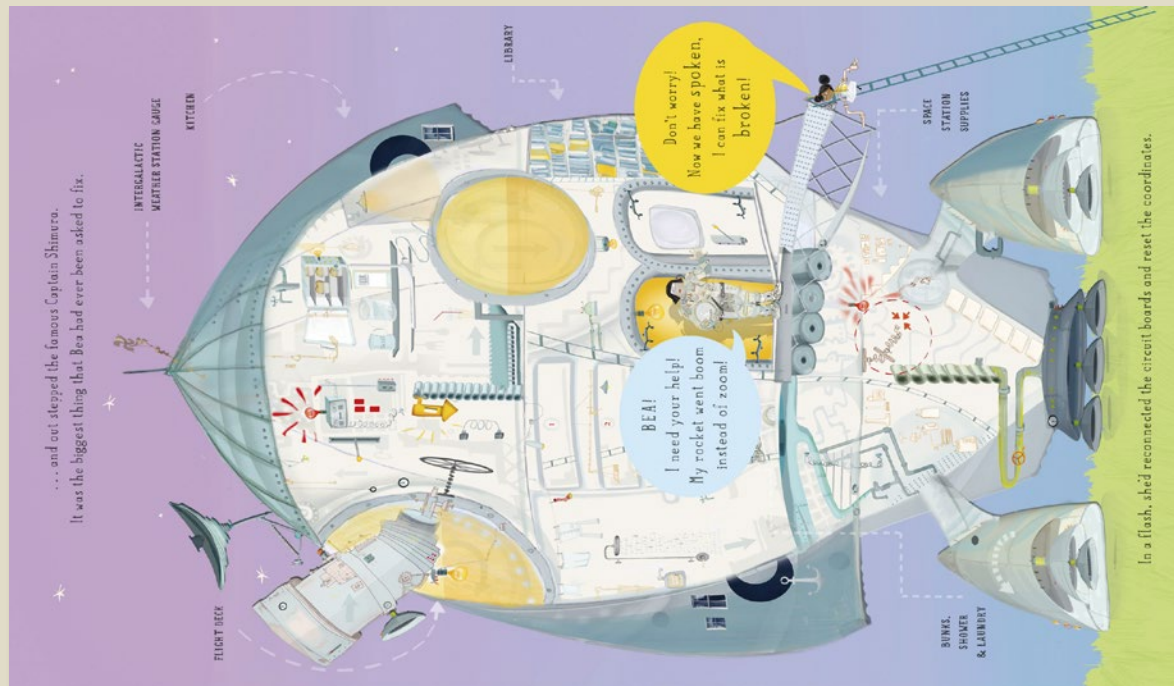 . . . and out stepped the famous Captain Shimura.
It was the biggest thing that Bea had ever been asked to fix.
INTERGALACTIC
WEATHER STATION GAUGE
KITCHEN
FLIGHT DECK
LIBRARY
BEA!
I need your help!
My rocket went boom
instead of zoom!
Don't worry!
Now we have spoken,
I can fix what is
broken!
1
2
BUNKS,
SHOWER
& LAUNDRY
SPACE
STATION
SUPPLIES
In a flash, she'd reconnected the circuit boards and reset the coordinates.